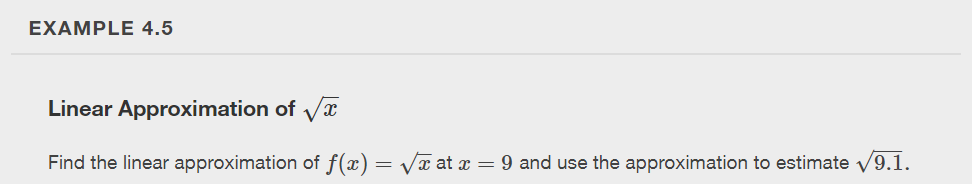 EXAMPLE 4.5
Linear Approximation of √x
Find the linear approximation of f(x) = √x at x = 9 and use the approximation to estimate √9.1.